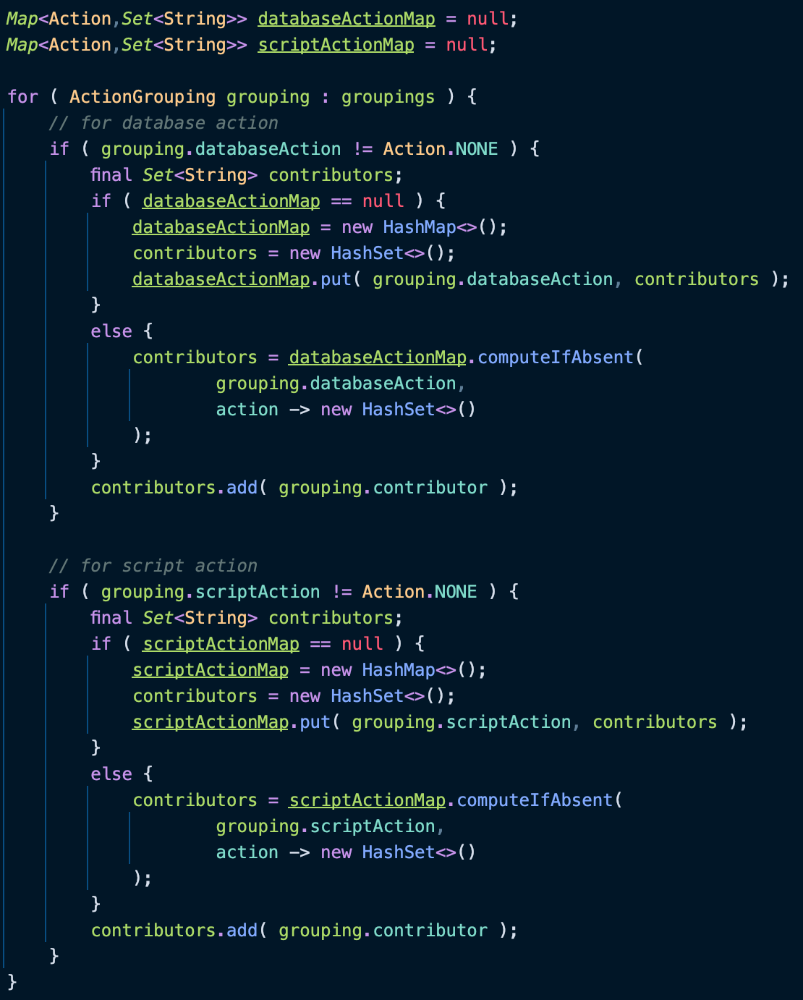 Map<Action,Set<String>> databaseActionMap = null;
Map<Action,Set<String>> scriptActionMap = null;

for ( ActionGrouping grouping : groupings ) {
    // for database action
    if ( grouping.databaseAction != Action.NONE ) {
        final Set<String> contributors;
        if ( databaseActionMap == null ) {
            databaseActionMap = new HashMap<>();
            contributors = new HashSet<>();
            databaseActionMap.put( grouping.databaseAction, contributors );
        }
        else {
            contributors = databaseActionMap.computeIfAbsent(
                    grouping.databaseAction,
                    action -> new HashSet<>()
            );
        }
        contributors.add( grouping.contributor );
    }

    // for script action
    if ( grouping.scriptAction != Action.NONE ) {
        final Set<String> contributors;
        if ( scriptActionMap == null ) {
            scriptActionMap = new HashMap<>();
            contributors = new HashSet<>();
            scriptActionMap.put( grouping.scriptAction, contributors );
        }
        else {
            contributors = scriptActionMap.computeIfAbsent(
                    grouping.scriptAction,
                    action -> new HashSet<>()
            );
        }
        contributors.add( grouping.contributor );
    }
}